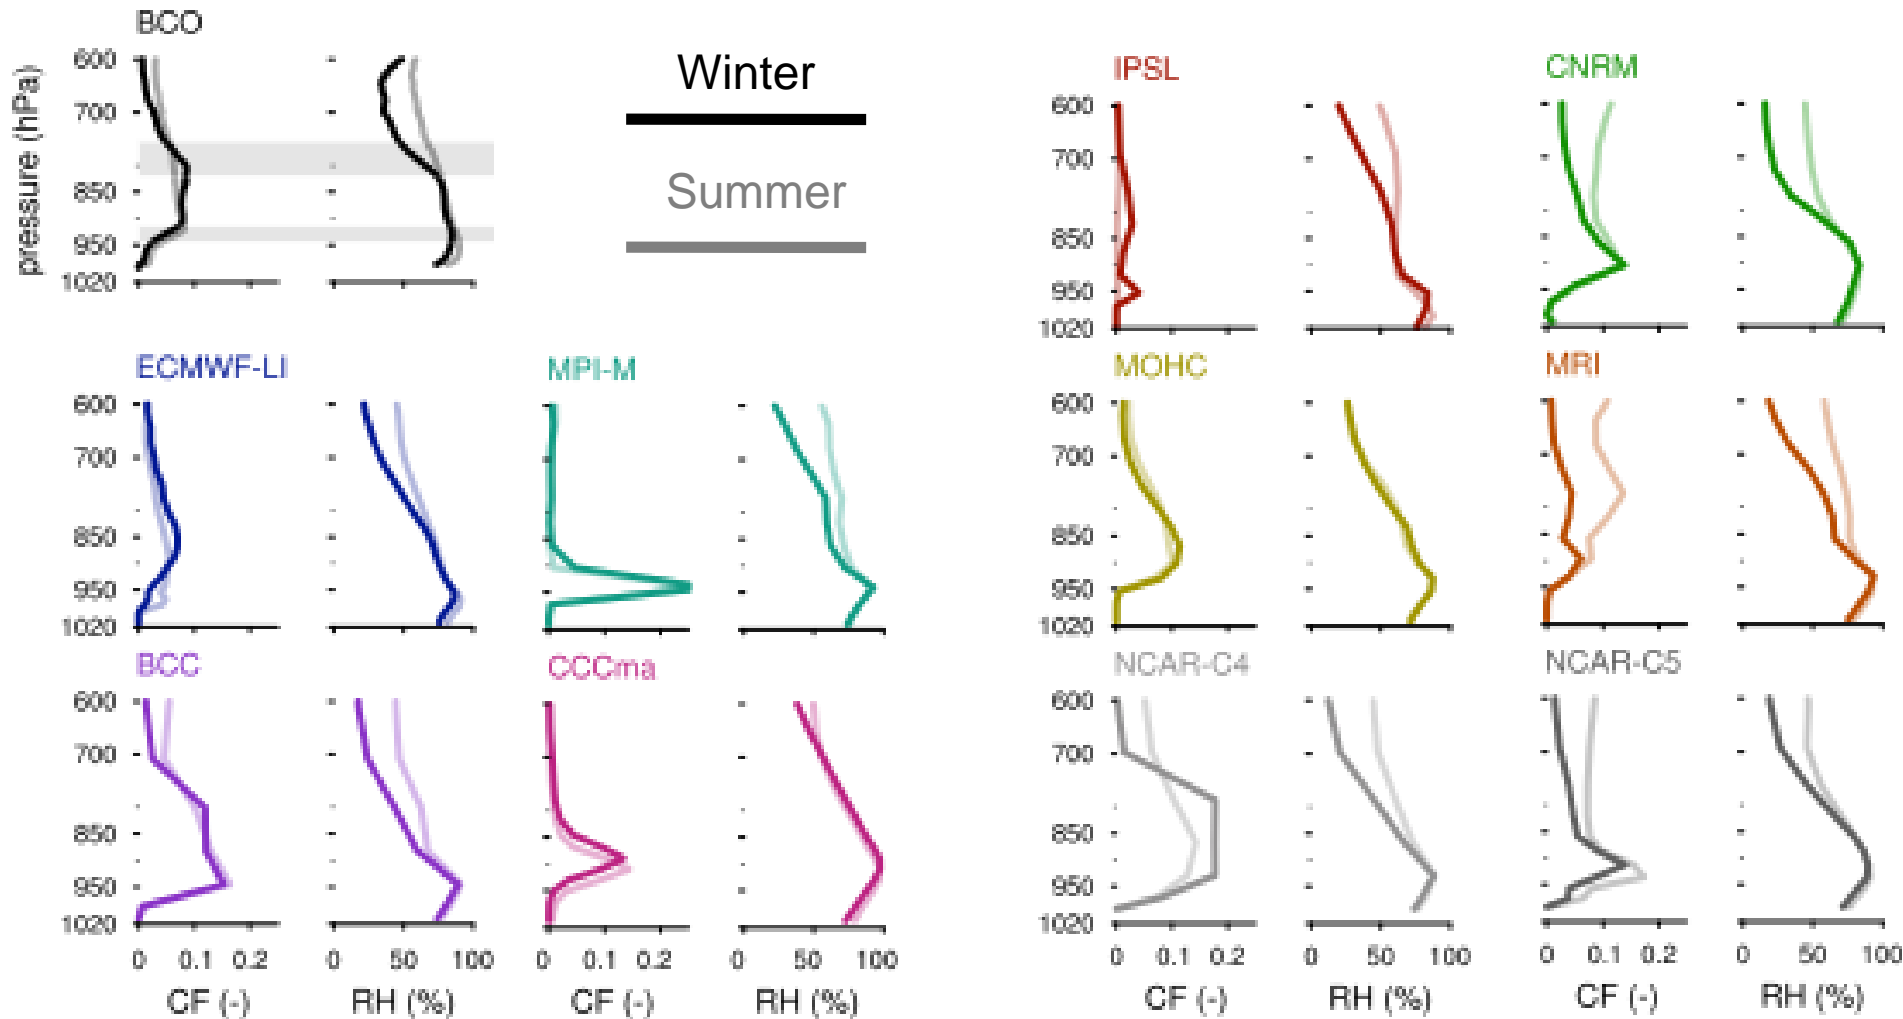 BCO
pressure (hPa)
600
700
850
950
1020
Winter
Summer
IPSL
600
700
850
950
1020
CNRM
ECMWF-LI
600
700
850
950
1020
MPI-M
MOHC
600
700
850
950
1020
MRI
BCC
600
700
850
950
1020
0 0.1 0.2
CF (-)
0 50
RH (%)
CCCma
0 0.1 0.2
CF (-)
0 50 100
RH (%)
NCAR-C4
600
700
850
950
1020
0 0.1 0.2
CF (-)
0 50
RH (%)
NCAR-C5
0 0.1 0.2
CF (-)
0 50 100
RH (%)